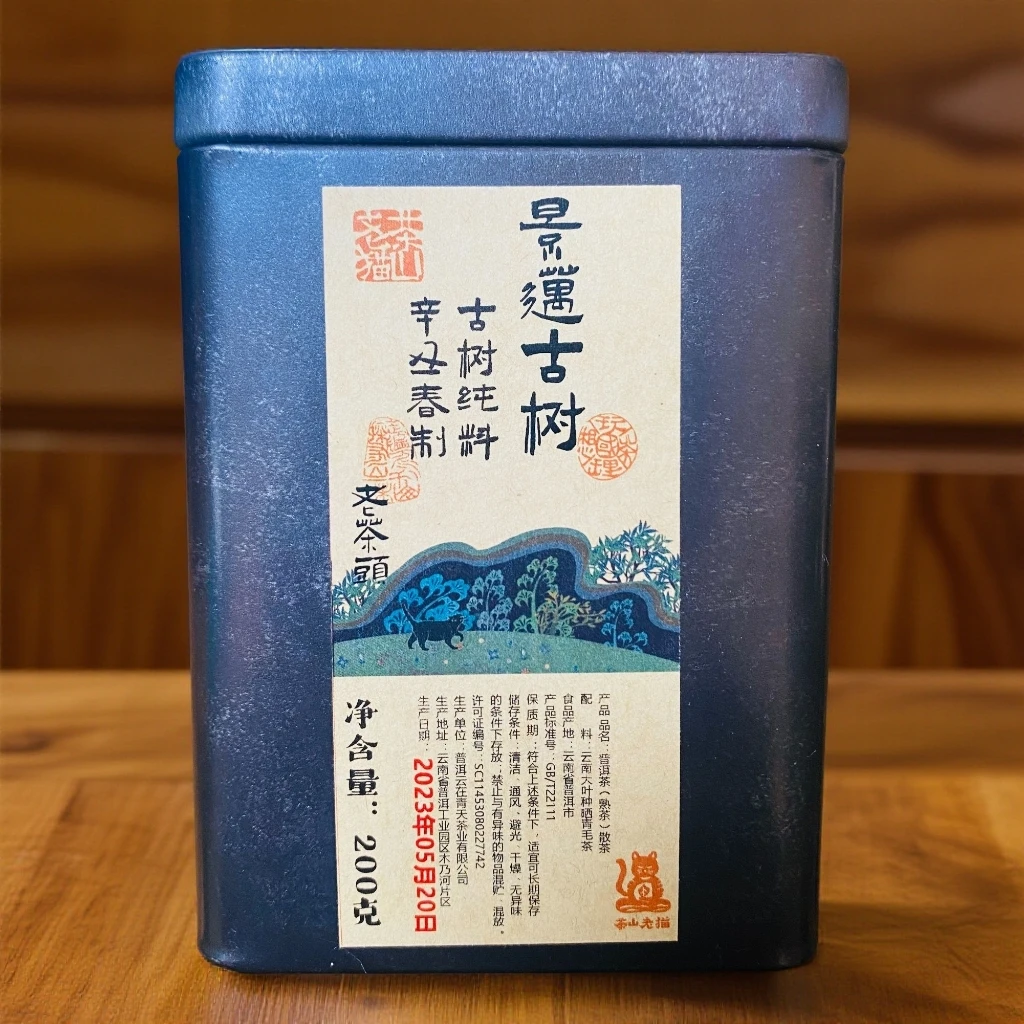 景邁古树
古树纯料
辛丑春制
老茶頭
茶山老猫
产品品名：普洱茶（熟茶）散茶
配 料：云南大叶种晒青毛茶
食品产地：云南省普洱市
产品标准号：GB/T22111
保质期：符合上述条件下，适宜可长期保存
储存条件：清洁、通风、避光、干燥、无异味
的条件下存放；禁止与有异味的物品混贮、混放。
许可证编号：SC11453080227742
生产单位：普洱云在青天茶业有限公司
生产地址：云南省普洱工业园区木乃河片区
生产日期：2023年05月20日
净含量：200克
茶山老猫